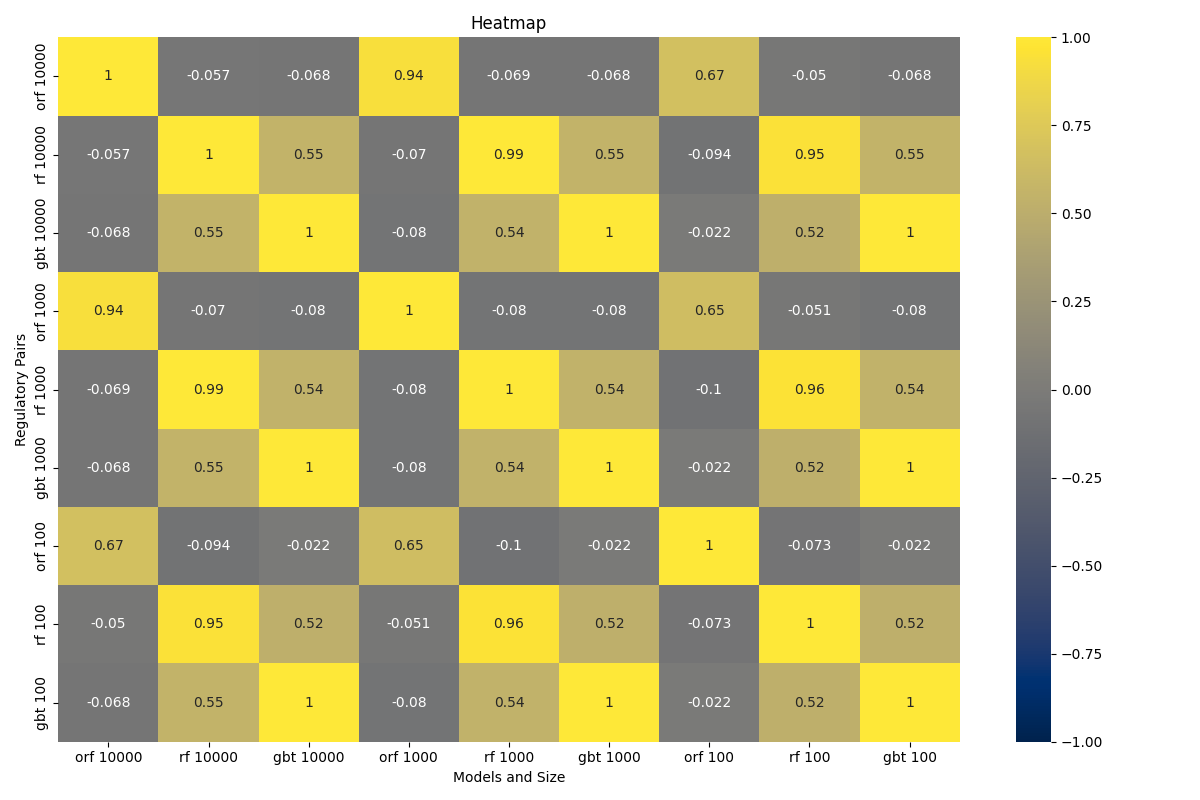 Heatmap
orf 10000 1 -0.057 -0.068 0.94 -0.069 -0.068 0.67 -0.05 -0.068
rf 10000 -0.057 1 0.55 -0.07 0.99 0.55 -0.094 0.95 0.55
gbt 10000 -0.068 0.55 1 -0.08 0.54 1 -0.022 0.52 1
orf 1000 0.94 -0.07 -0.08 1 -0.08 -0.08 0.65 -0.051 -0.08
rf 1000 -0.069 0.99 0.54 -0.08 1 0.54 -0.1 0.96 0.54
gbt 1000 -0.068 0.55 1 -0.08 0.54 1 -0.022 0.52 1
orf 100 0.67 -0.094 -0.022 0.65 -0.1 -0.022 1 -0.073 -0.022
rf 100 -0.05 0.95 0.52 -0.051 0.96 0.52 -0.073 1 0.52
gbt 100 -0.068 0.55 1 -0.08 0.54 1 -0.022 0.52 1
orf 10000 rf 10000 gbt 10000 orf 1000 rf 1000 gbt 1000 orf 100 rf 100 gbt 100
Models and Size
Regulatory Pairs
1.00
0.75
0.50
0.25
0.00
−0.25
−0.50
−0.75
−1.00